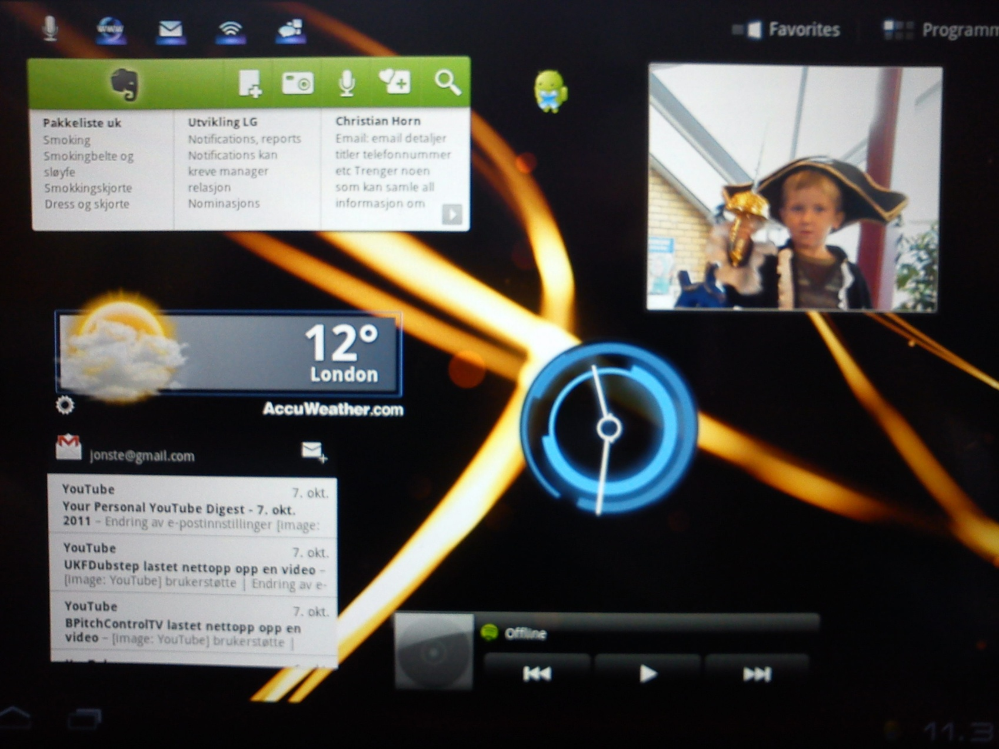 www
Favorites
Programm
Pakkeliste uk
Smoking
Smokingbelte og
sløyfe
Smokkingskjorte
Dress og skjorte
Utvikling LG
Notifications, reports
Notifications kan
kreve manager
relasjon
Nominasjons
Christian Horn
Email: email detaljer
titler telefonnummer
etc Trenger noen
som kan samle all
informasjon om
12°
London
AccuWeather.com
jonste@gmail.com
YouTube 7. okt.
Your Personal YouTube Digest - 7. okt.
2011 – Endring av e-postinnstillinger [image:
YouTube 7. okt.
UKFDubstep lastet nettopp opp en video –
[image: YouTube] brukerstøtte | Endring av e-
YouTube 7. okt.
BPitchControlTV lastet nettopp opp en
video – [image: YouTube] brukerstøtte |
Offline
11.3